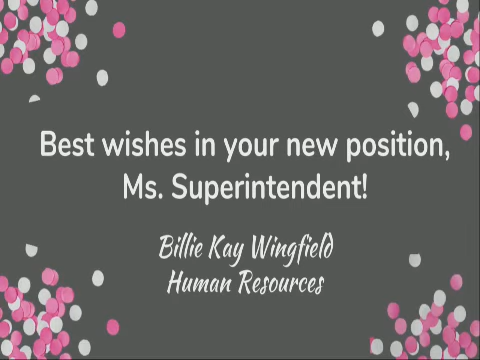 Best wishes in your new position,
Ms. Superintendent!
Billie Kay Wingfield
Human Resources